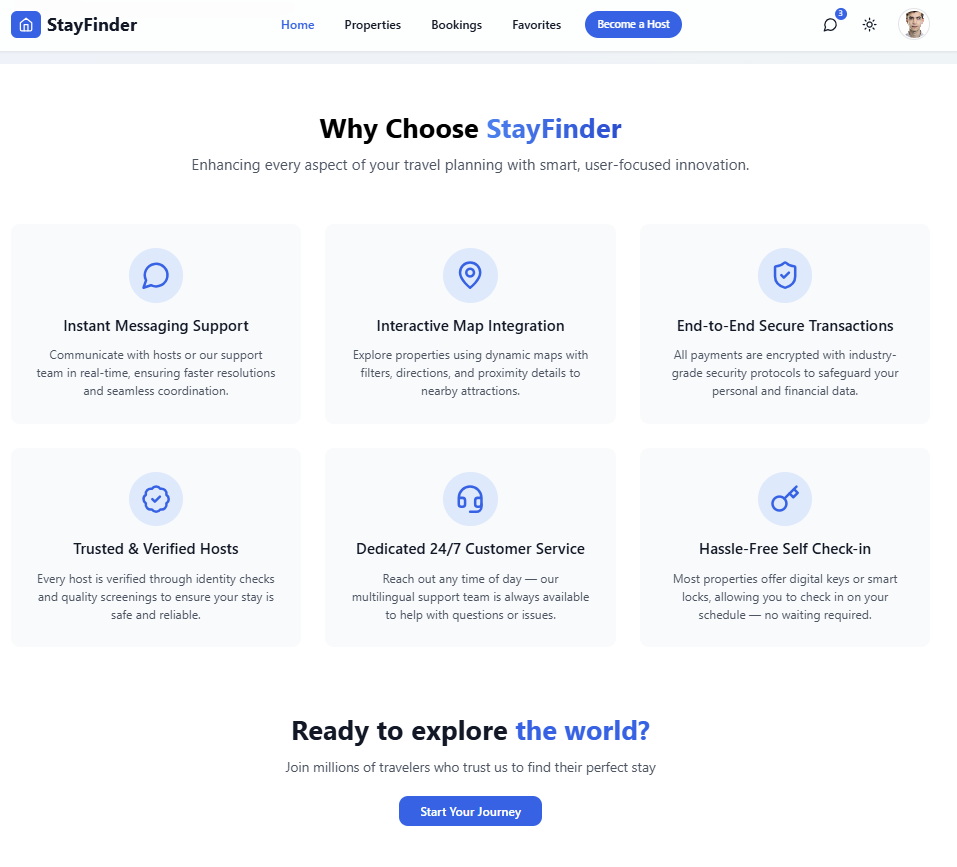 StayFinder
Home
Properties
Bookings
Favorites
Become a Host
3
Why Choose StayFinder
Enhancing every aspect of your travel planning with smart, user-focused innovation.
Instant Messaging Support
Communicate with hosts or our support
team in real-time, ensuring faster resolutions
and seamless coordination.
Interactive Map Integration
Explore properties using dynamic maps with
filters, directions, and proximity details to
nearby attractions.
End-to-End Secure Transactions
All payments are encrypted with industry-
grade security protocols to safeguard your
personal and financial data.
Trusted & Verified Hosts
Every host is verified through identity checks
and quality screenings to ensure your stay is
safe and reliable.
Dedicated 24/7 Customer Service
Reach out any time of day — our
multilingual support team is always available
to help with questions or issues.
Hassle-Free Self Check-in
Most properties offer digital keys or smart
locks, allowing you to check in on your
schedule — no waiting required.
Ready to explore the world?
Join millions of travelers who trust us to find their perfect stay
Start Your Journey